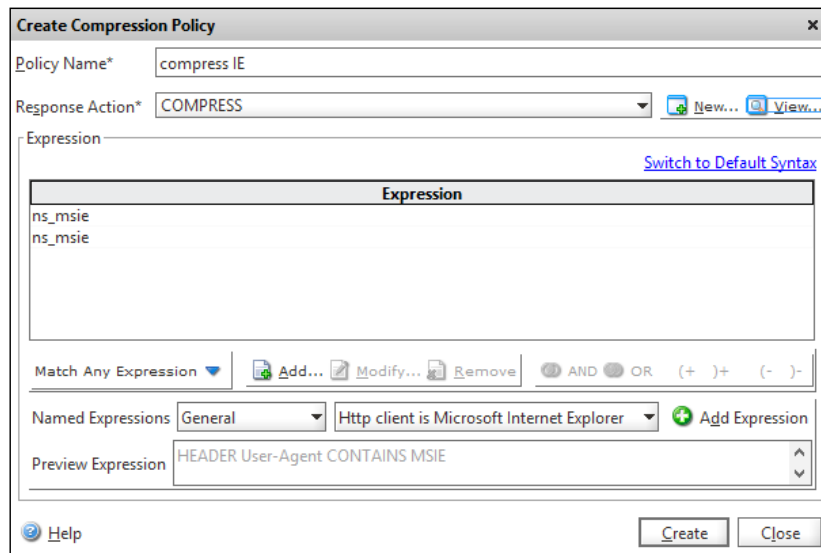 Create Compression Policy x
Policy Name* compress IE
Response Action* COMPRESS New... View...
Expression
Switch to Default Syntax
Expression
ns_msie
ns_msie
Match Any Expression Add... Modify... Remove AND OR (+ )+ (- )-
Named Expressions General Http client is Microsoft Internet Explorer Add Expression
Preview Expression HEADER User-Agent CONTAINS MSIE
Help Create Close